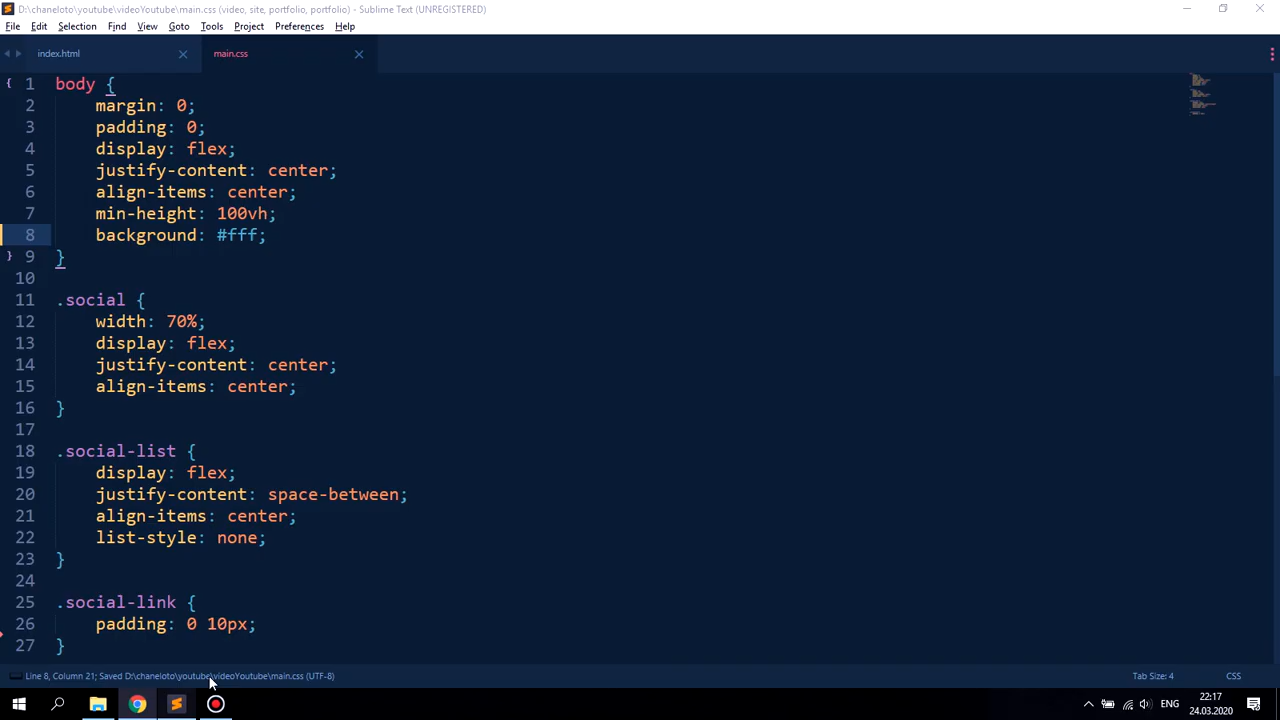 D:\chaneloto\youtube\videoYoutube\main.css (video, site, portfolio, portfolio) - Sublime Text (UNREGISTERED)
File Edit Selection Find View Goto Tools Project Preferences Help
index.html main.css
1 body {
2 margin: 0;
3 padding: 0;
4 display: flex;
5 justify-content: center;
6 align-items: center;
7 min-height: 100vh;
8 background: #fff;
9 }
10
11 .social {
12 width: 70%;
13 display: flex;
14 justify-content: center;
15 align-items: center;
16 }
17
18 .social-list {
19 display: flex;
20 justify-content: space-between;
21 align-items: center;
22 list-style: none;
23 }
24
25 .social-link {
26 padding: 0 10px;
27 }
Line 8, Column 21; Saved D:\chaneloto\youtube\videoYoutube\main.css (UTF-8) Tab Size: 4 CSS
ENG 22:17
24.03.2020